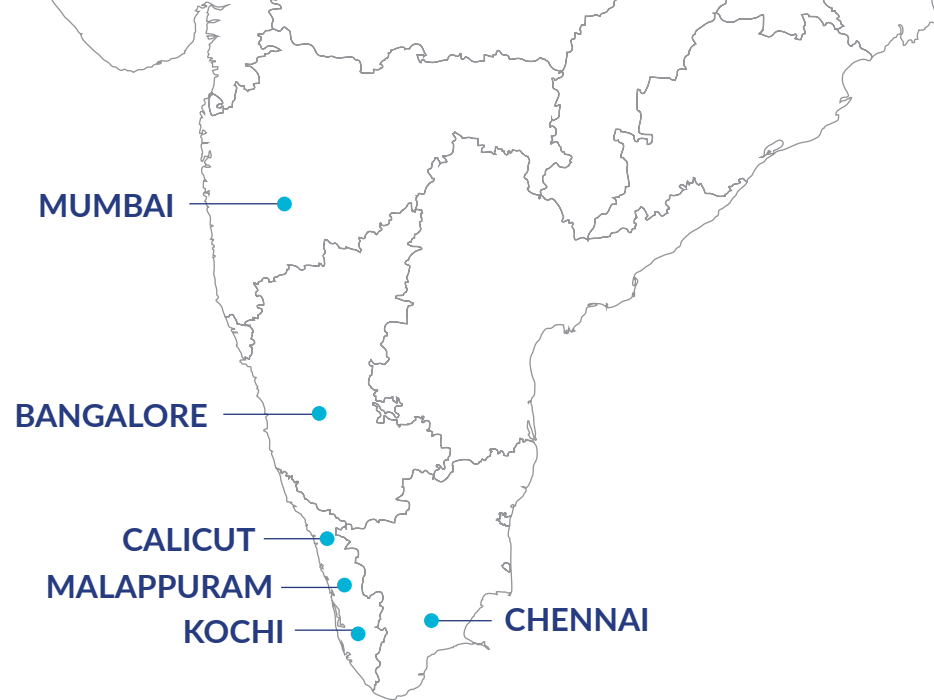 MUMBAI
BANGALORE
CALICUT
MALAPPURAM
KOCHI
CHENNAI